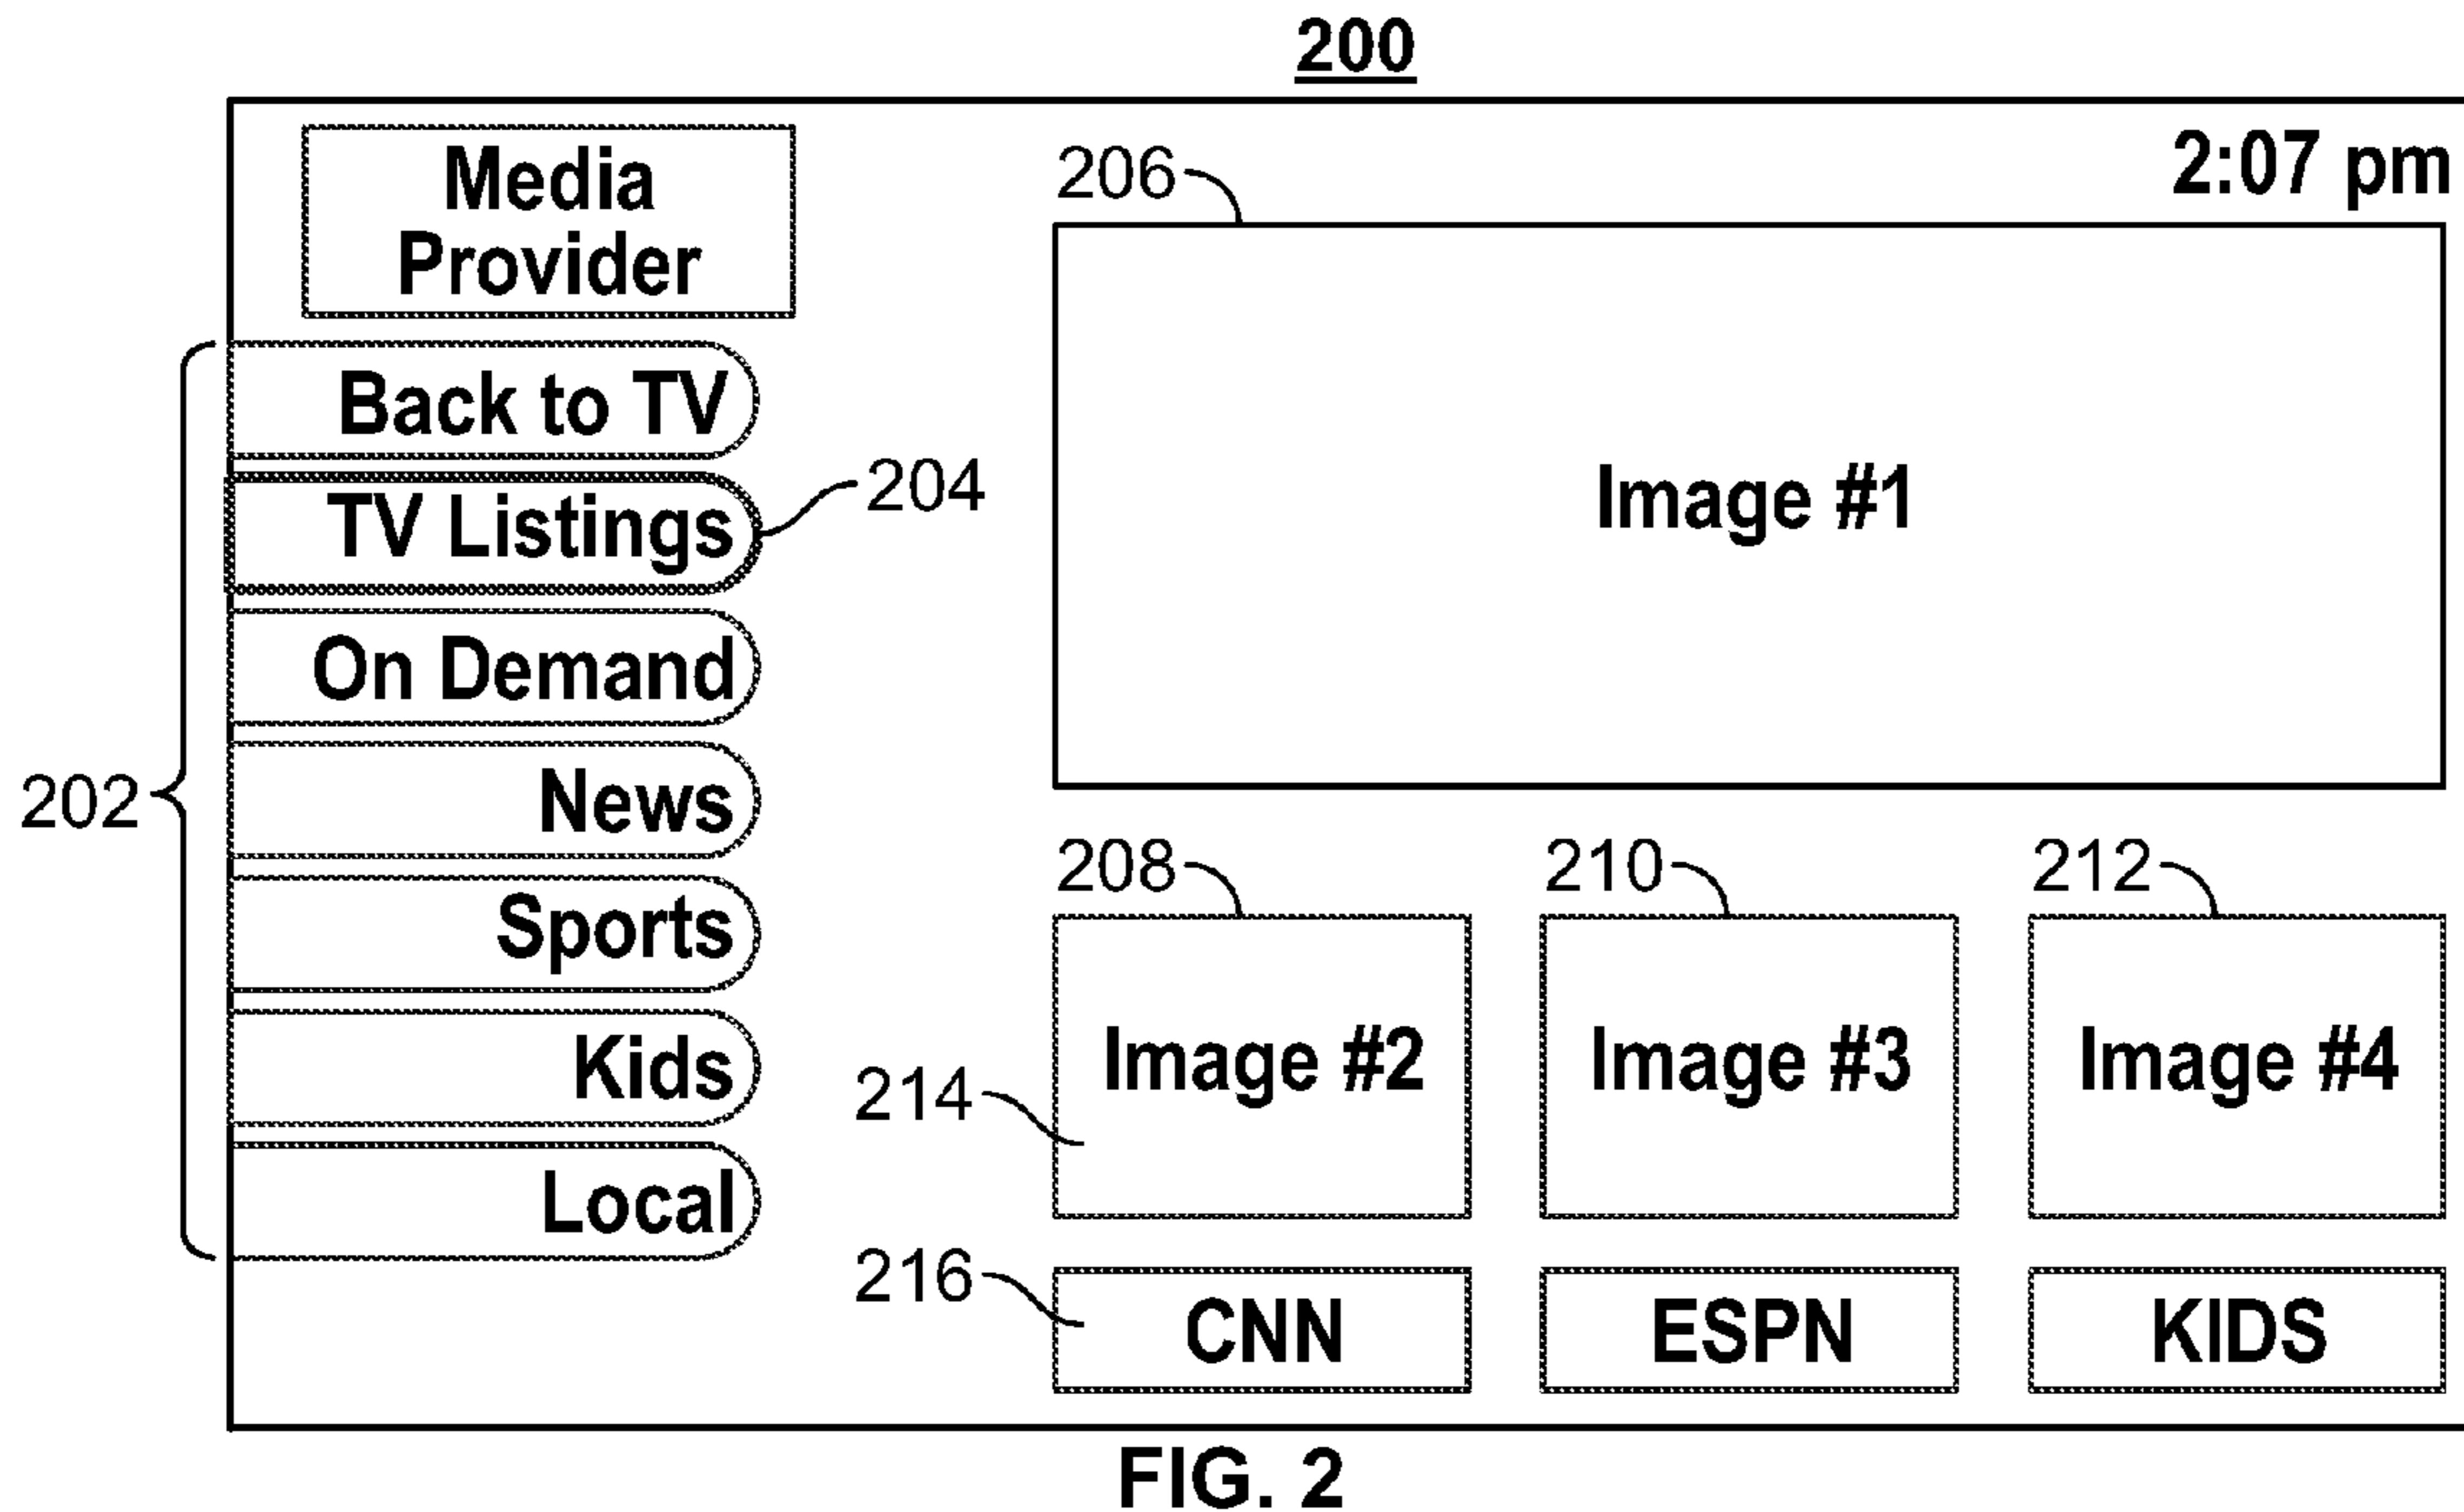 200
Media
Provider
2:07 pm
206
Image #1
202
Back to TV
TV Listings
204
On Demand
News
Sports
Kids
Local
208
210
212
Image #2
Image #3
Image #4
214
216
CNN
ESPN
KIDS
FIG. 2